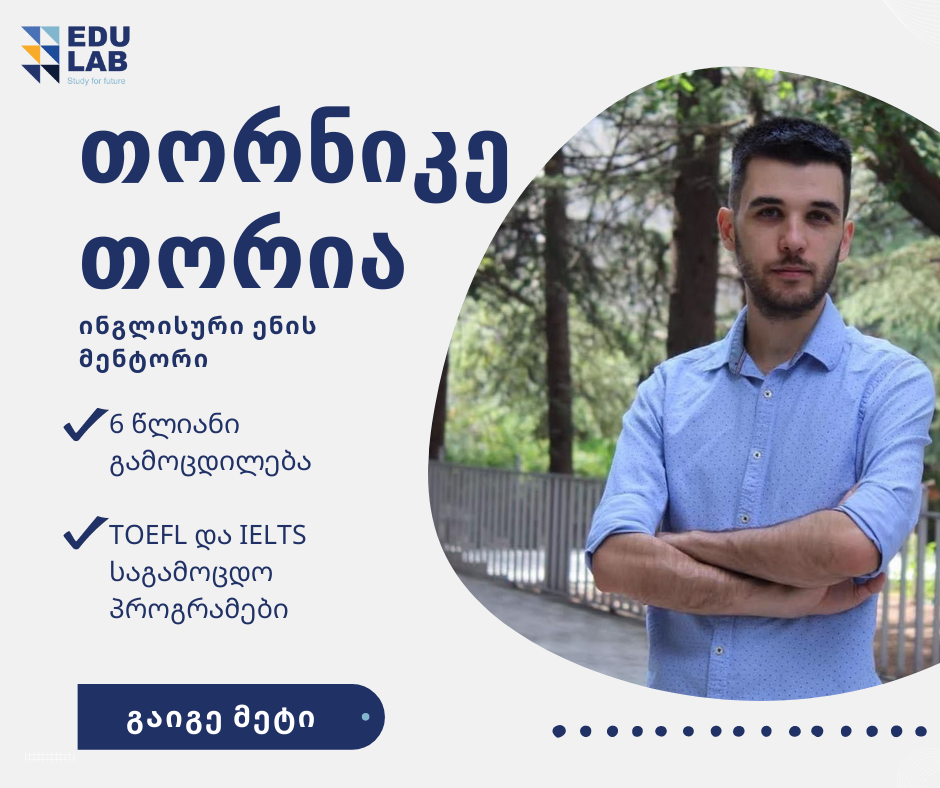 EDU
LAB
Study for future
თორნიკე
თორია
ინგლისური ენის
მენტორი
6 წლიანი
გამოცდილება
TOEFL და IELTS
საგამოცდო
პროგრამები
გაიგე მეტი